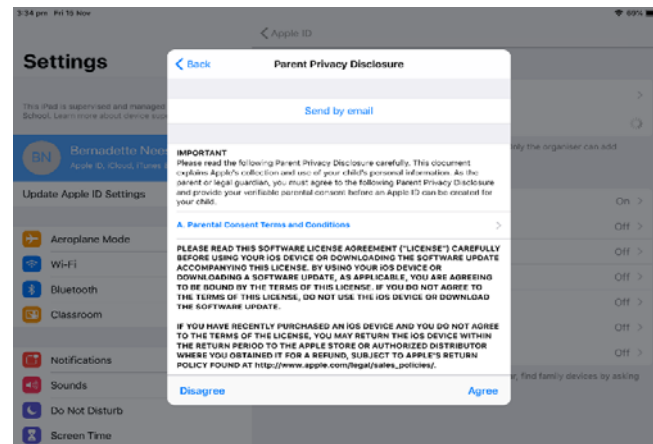 5:34 pm Fri 15 Nov
69%
Apple ID
Settings
This iPad is supervised and managed
School. Learn more about device
BN
Bernadette Nee
Apple ID, iCloud, iTunes
Update Apple ID Settings
Aeroplane Mode
Wi-Fi
Bluetooth
Classroom
Notifications
Sounds
Do Not Disturb
Screen Time
Back
Parent Privacy Disclosure
Send by email
IMPORTANT
Please read the following Parent Privacy Disclosure carefully. This document
explains Apple's collection and use of your child's personal information. As the
parent or legal guardian, you must agree to the following Parent Privacy Disclosure
and provide your verifiable parental consent before an Apple ID can be created for
your child.
A. Parental Consent Terms and Conditions
PLEASE READ THIS SOFTWARE LICENSE AGREEMENT ("LICENSE") CAREFULLY
BEFORE USING YOUR iOS DEVICE OR DOWNLOADING THE SOFTWARE UPDATE
ACCOMPANYING THIS LICENSE. BY USING YOUR iOS DEVICE OR
DOWNLOADING A SOFTWARE UPDATE, AS APPLICABLE, YOU ARE AGREEING
TO BE BOUND BY THE TERMS OF THIS LICENSE. IF YOU DO NOT AGREE TO
THE TERMS OF THIS LICENSE, DO NOT USE THE iOS DEVICE OR DOWNLOAD
THE SOFTWARE UPDATE.
IF YOU HAVE RECENTLY PURCHASED AN iOS DEVICE AND YOU DO NOT AGREE
TO THE TERMS OF THE LICENSE, YOU MAY RETURN THE iOS DEVICE WITHIN
THE RETURN PERIOD TO THE APPLE STORE OR AUTHORIZED DISTRIBUTOR
WHERE YOU OBTAINED IT FOR A REFUND, SUBJECT TO APPLE'S RETURN
POLICY FOUND AT http://www.apple.com/legal/sales_policies/.
Disagree
Agree
only the organiser can add
On
Off
Off
Off
Off
Off
Off
find family devices by asking